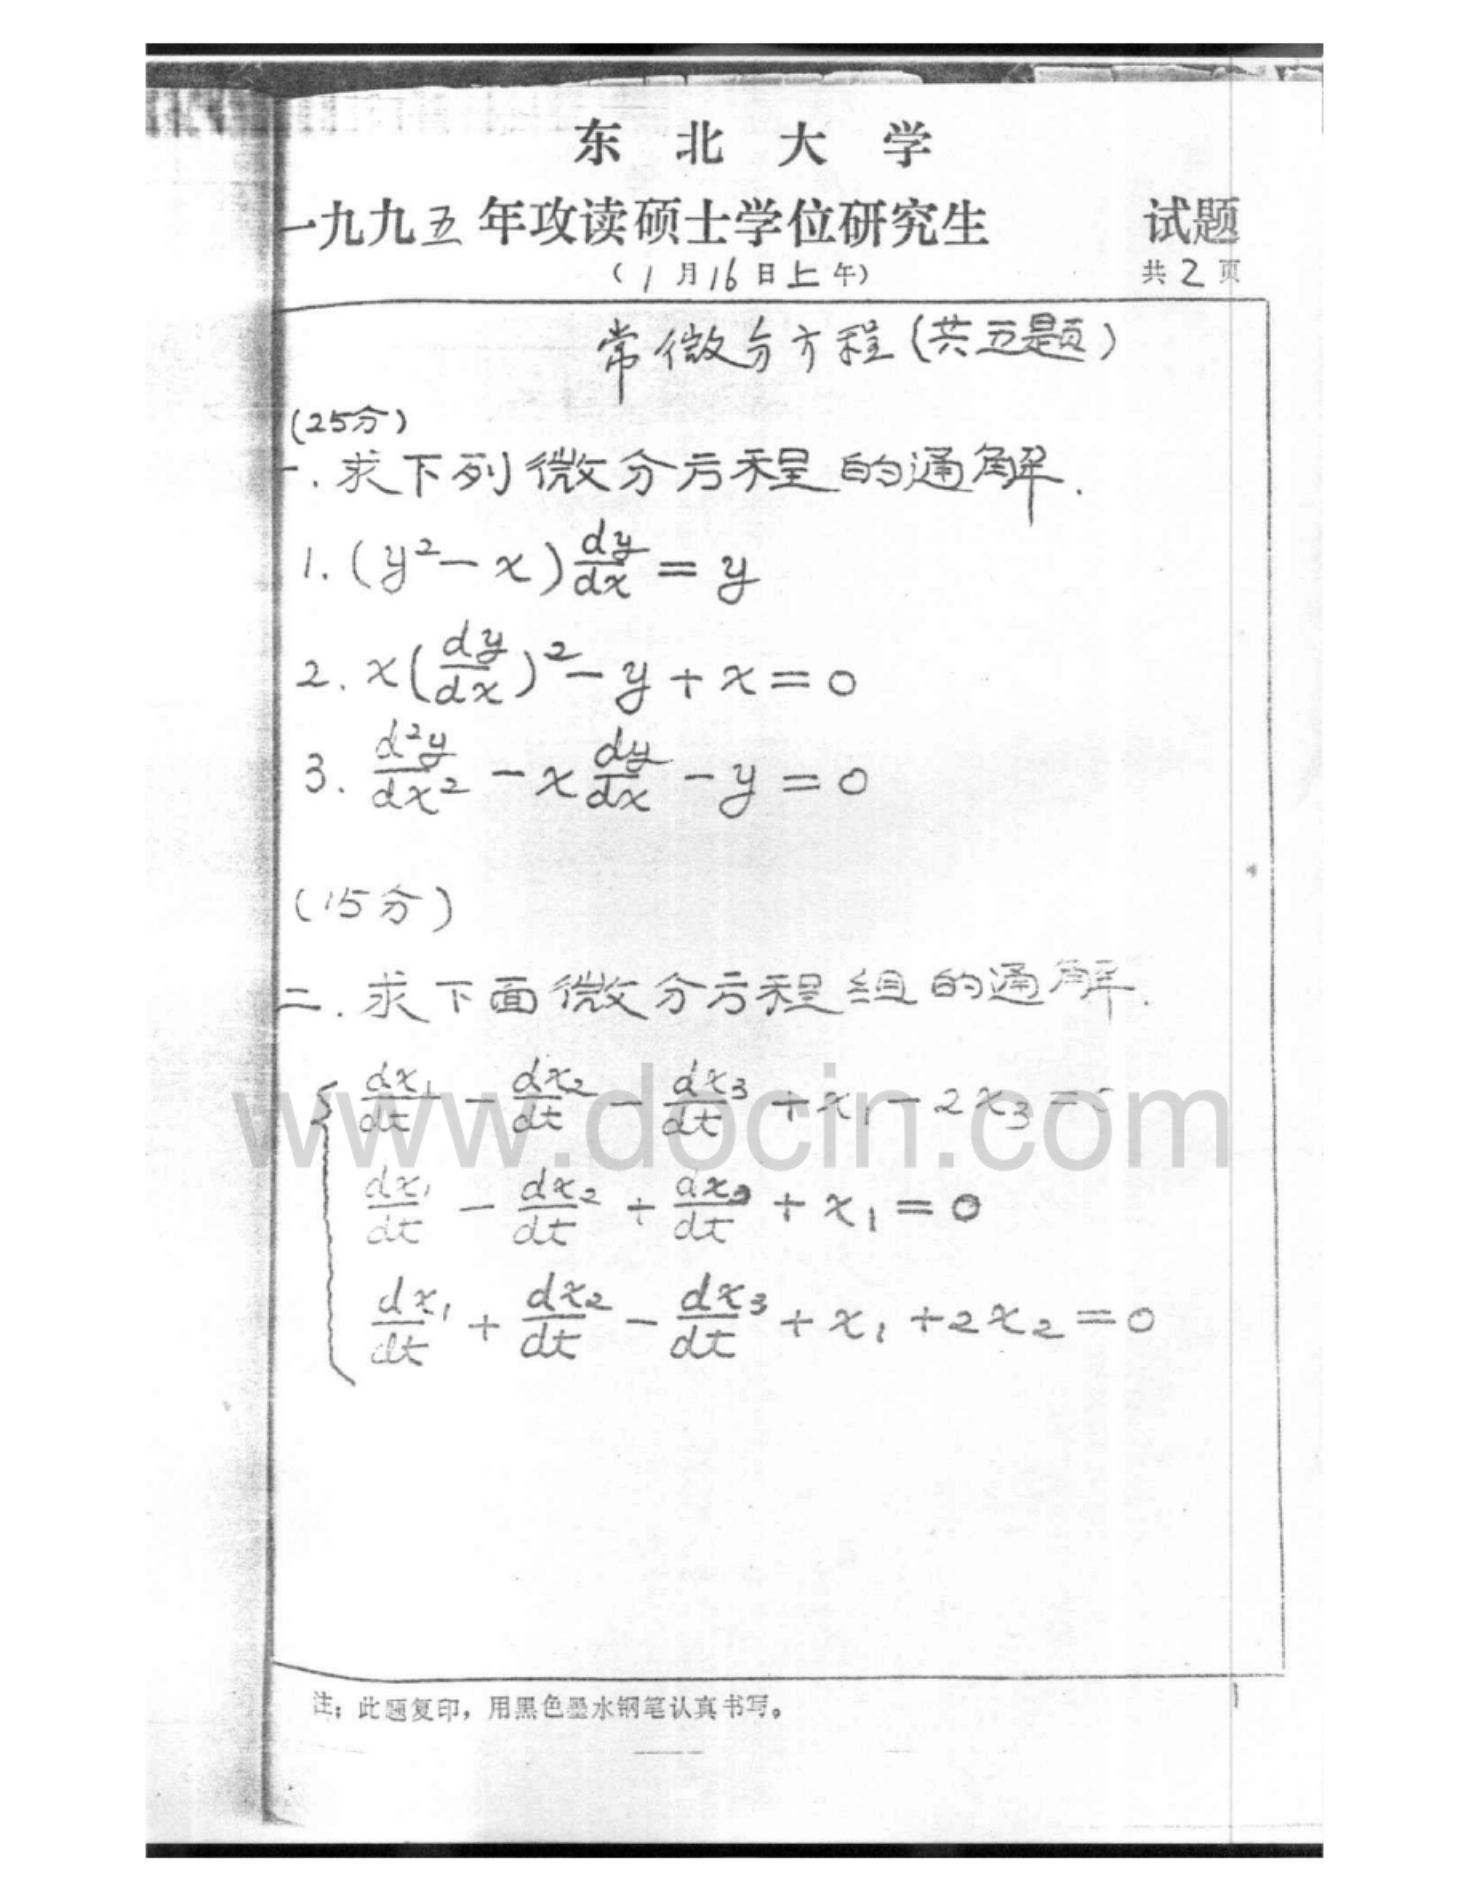 东北大学
一九九五年攻读硕士学位研究生 试题
(1月16日上午) 共2页
常微分方程(共五题)
(25分)
一.求下列微分方程的通解.
1. (y²－x)dy/dx = y
2. x(dy/dx)²－y＋x=0
3. d²y/dx² － x dy/dx － y = 0
(15分)
二.求下面微分方程组的通解.
dx₁/dt － dx₂/dt － dx₃/dt ＋x₁－2x₃=
dx₁/dt － dx₂/dt ＋ dx₃/dt ＋x₁=0
dx₁/dt ＋ dx₂/dt － dx₃/dt ＋x₁＋2x₂=0
www.docin.com
注：此题复印，用黑色墨水钢笔认真书写。